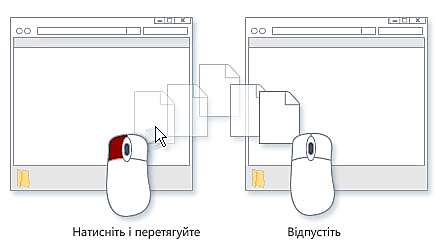 Натисніть і перетягуйте
Відпустіть